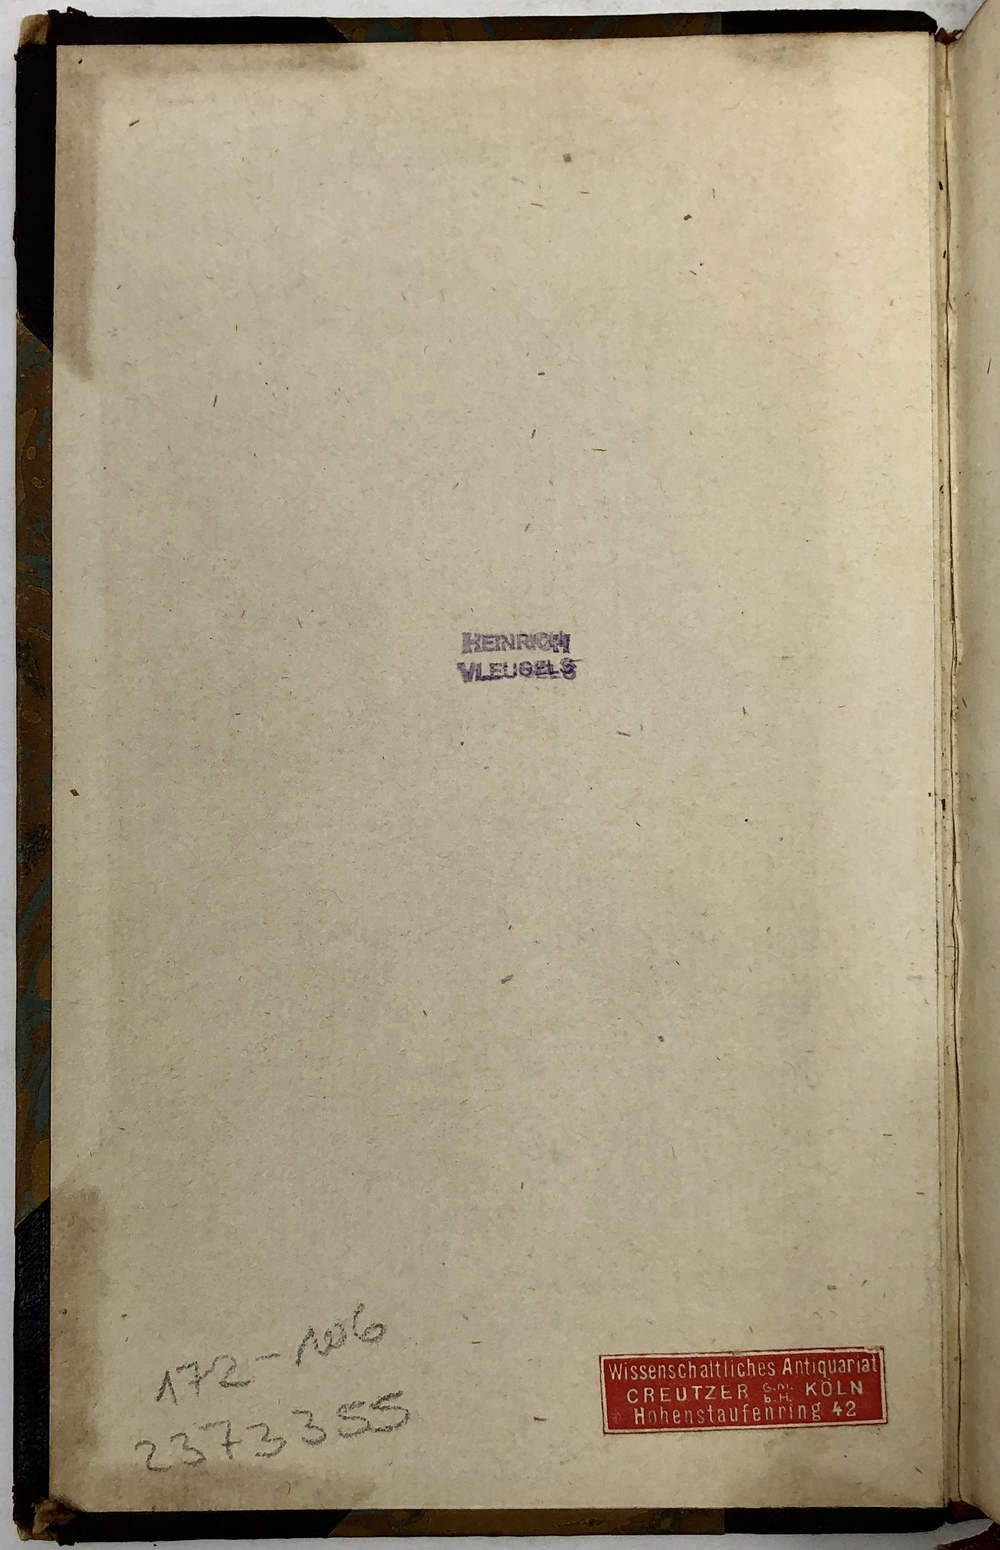 HEINRICH
VLEUGELS
172-106
2373355
Wissenschaftliches Antiquariat
CREUTZER G.m. b.H. KÖLN
Hohenstaufenring 42